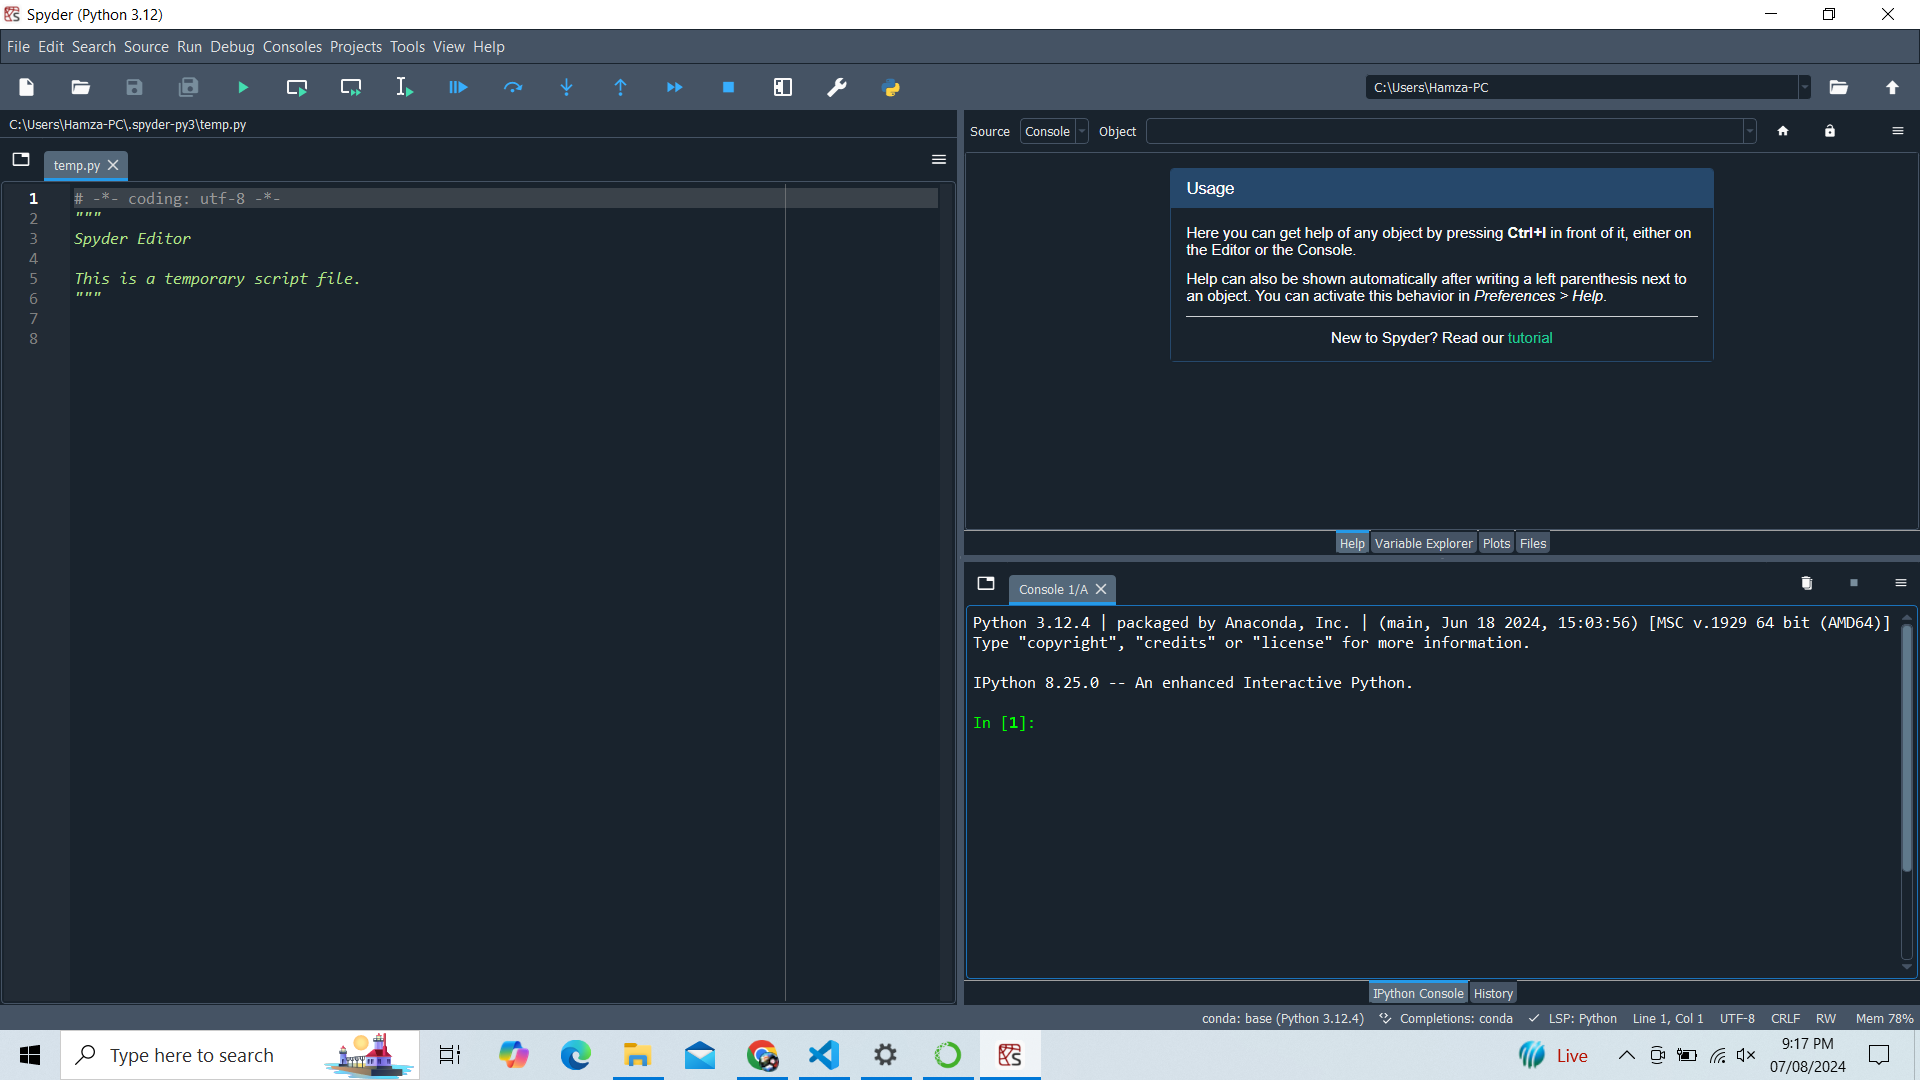 Spyder (Python 3.12)
File Edit Search Source Run Debug Consoles Projects Tools View Help
C:\Users\Hamza-PC
C:\Users\Hamza-PC\.spyder-py3\temp.py
temp.py
1 # -*- coding: utf-8 -*-
2 """
3 Spyder Editor
4
5 This is a temporary script file.
6 """
7
8
Source Console Object
Usage
Here you can get help of any object by pressing Ctrl+I in front of it, either on
the Editor or the Console.
Help can also be shown automatically after writing a left parenthesis next to
an object. You can activate this behavior in Preferences > Help.
New to Spyder? Read our tutorial
Help Variable Explorer Plots Files
Console 1/A
Python 3.12.4 | packaged by Anaconda, Inc. | (main, Jun 18 2024, 15:03:56) [MSC v.1929 64 bit (AMD64)]
Type "copyright", "credits" or "license" for more information.
IPython 8.25.0 -- An enhanced Interactive Python.
In [1]:
IPython Console History
conda: base (Python 3.12.4) Completions: conda LSP: Python Line 1, Col 1 UTF-8 CRLF RW Mem 78%
Type here to search
Live
9:17 PM
07/08/2024